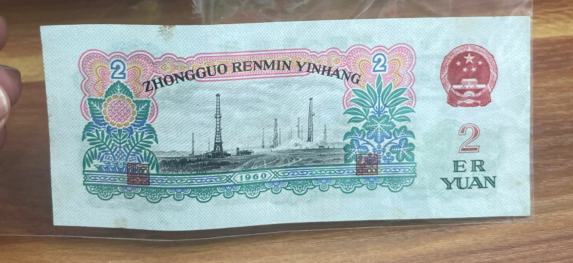 2
ZHONGGUO RENMIN YINHANG
2
1960
2
ER
YUAN